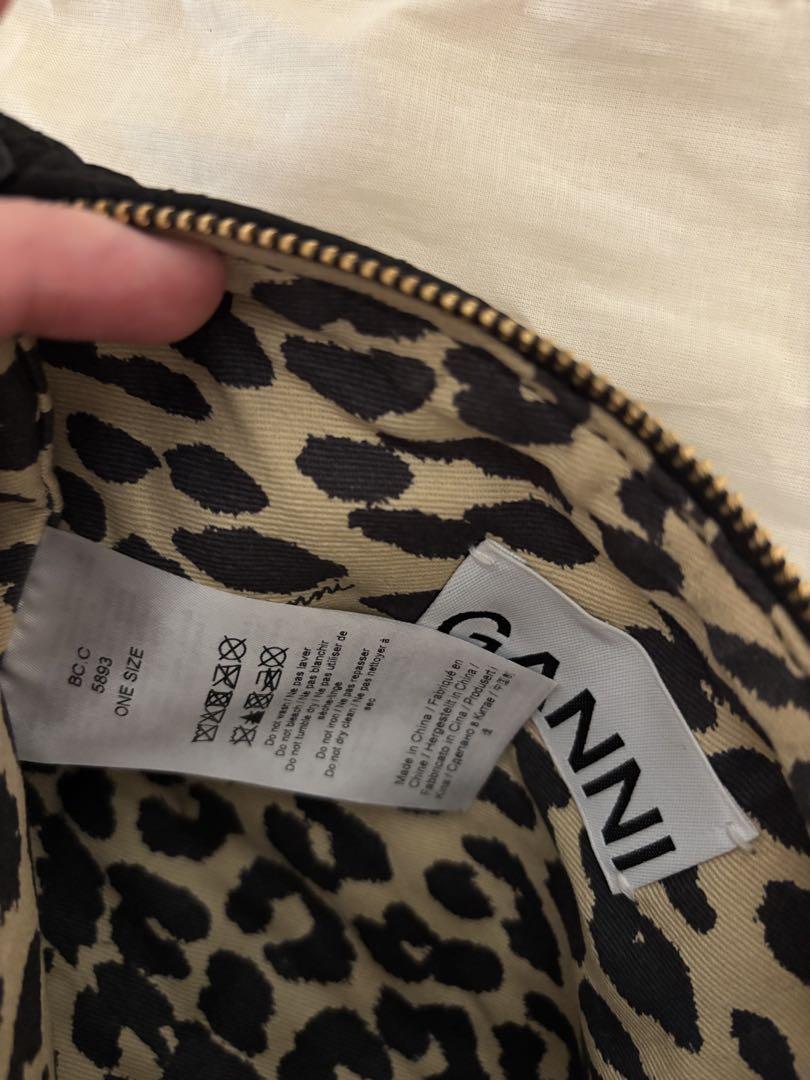 BC.C
5893
ONE SIZE
Do not wash / Ne pas laver
Do not bleach / Ne pas blanchir
Do not tumble dry / Ne pas utiliser de
sèche-linge
Do not iron / Ne pas repasser
Do not dry clean / Ne pas nettoyer à
sec
Made in China / Fabriqué en
Chine / Hergestellt in China /
Fabbricato in Cina / Produsert i
Kina / Сделано в Китае /
GANNI